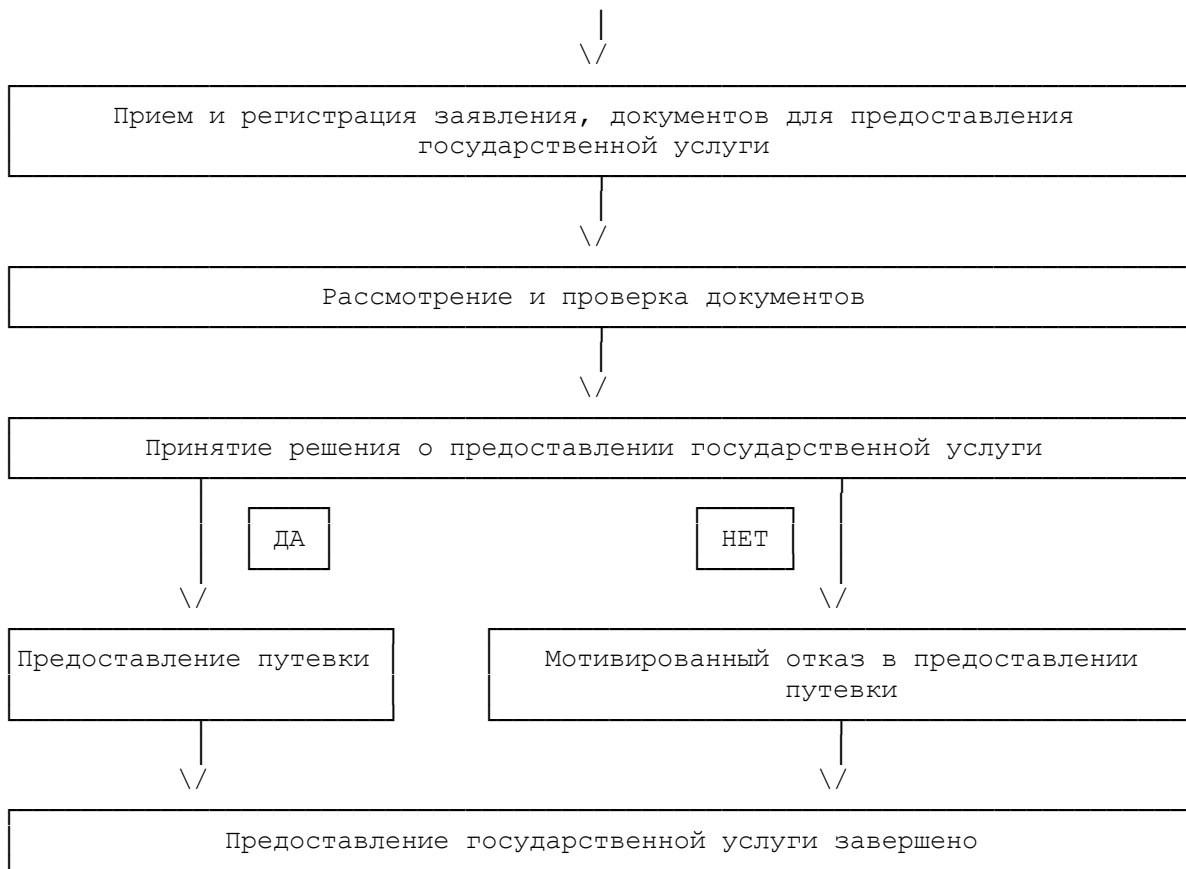 Прием и регистрация заявления, документов для предоставления
государственной услуги
Рассмотрение и проверка документов
Принятие решения о предоставлении государственной услуги
ДА
НЕТ
Предоставление путевки
Мотивированный отказ в предоставлении
путевки
Предоставление государственной услуги завершено